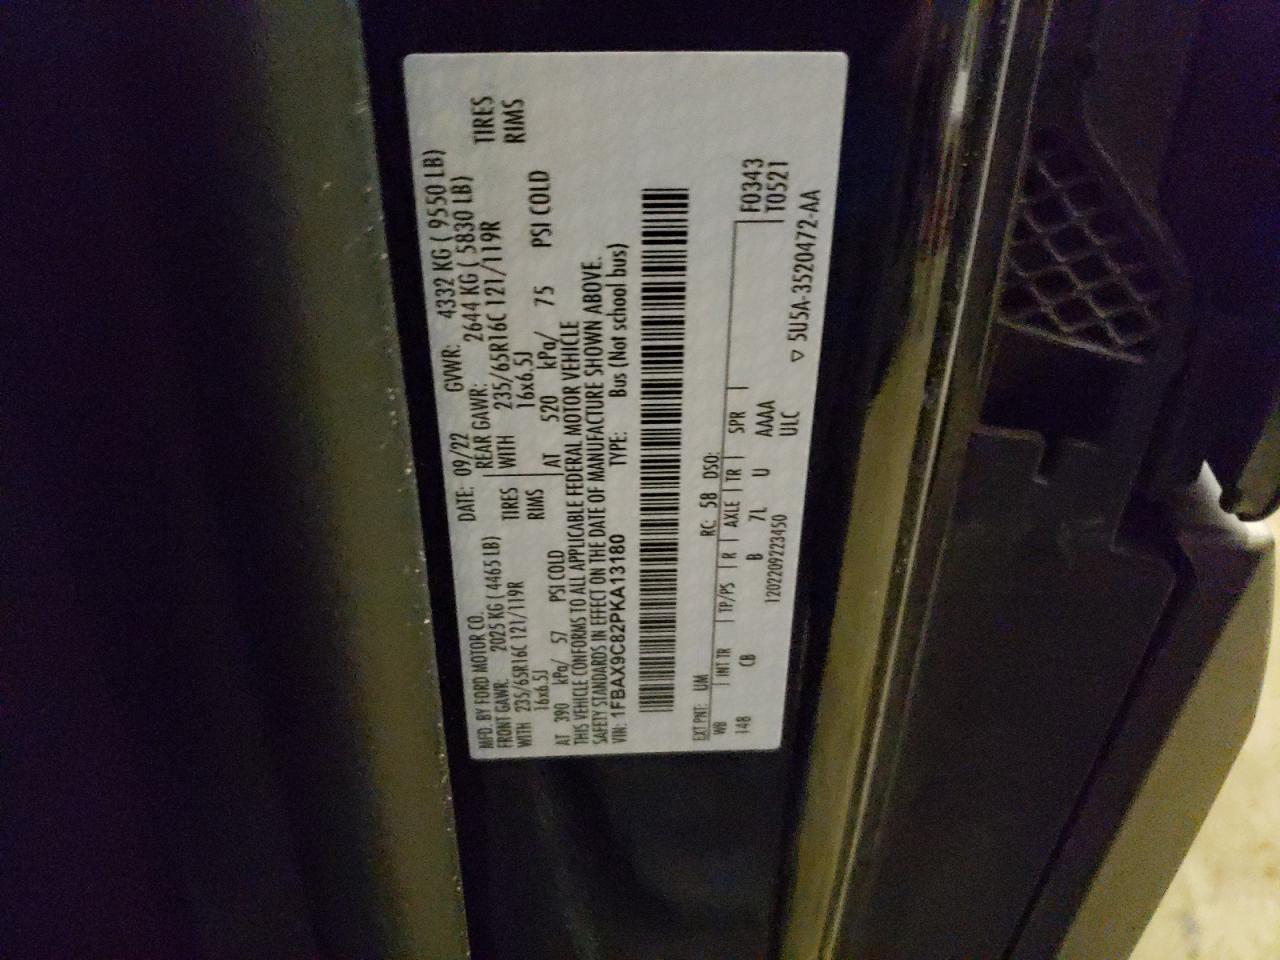 MFD. BY FORD MOTOR CO. DATE: 09/22 GVWR: 4332 KG ( 9550 LB)
FRONT GAWR: 2025 KG ( 4465 LB) REAR GAWR: 2644 KG ( 5830 LB)
WITH 235/65R16C 121/119R TIRES WITH 235/65R16C 121/119R TIRES
16x6.5J RIMS 16x6.5J RIMS
AT 390 kPa/ 57 PSI COLD AT 520 kPa/ 75 PSI COLD
THIS VEHICLE CONFORMS TO ALL APPLICABLE FEDERAL MOTOR VEHICLE
SAFETY STANDARDS IN EFFECT ON THE DATE OF MANUFACTURE SHOWN ABOVE.
VIN: 1FBAX9C82PKA13180 TYPE: Bus (Not school bus)
EXT PNT: UM RC: 58 DSO:
WB INT TR TP/PS R AXLE TR SPR F0343
148 CB B 7L U AAAA T0521
1202209223450 ULC
▽ 5U5A-3520472-AA